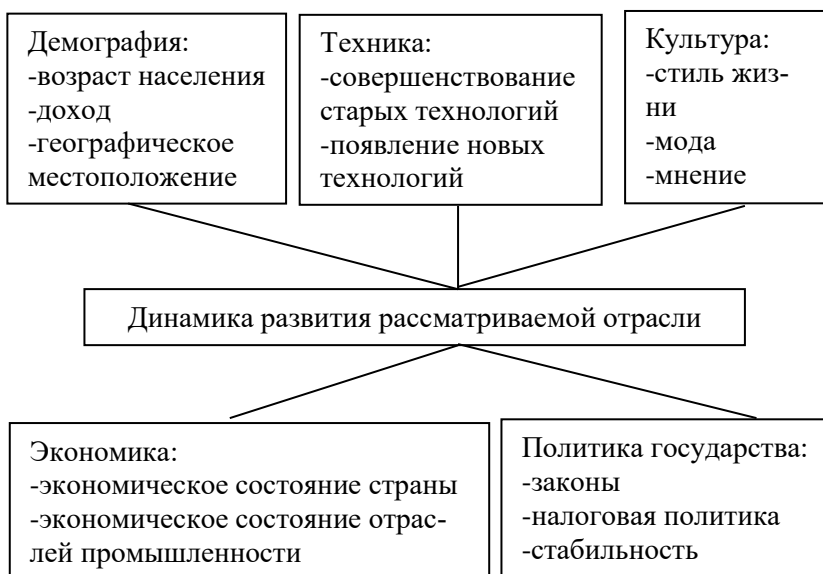 Демография:
-возраст населения
-доход
-географическое
местоположение
Техника:
-совершенствование
старых технологий
-появление новых
технологий
Культура:
-стиль жиз-
ни
-мода
-мнение
Динамика развития рассматриваемой отрасли
Экономика:
-экономическое состояние страны
-экономическое состояние отрас-
лей промышленности
Политика государства:
-законы
-налоговая политика
-стабильность